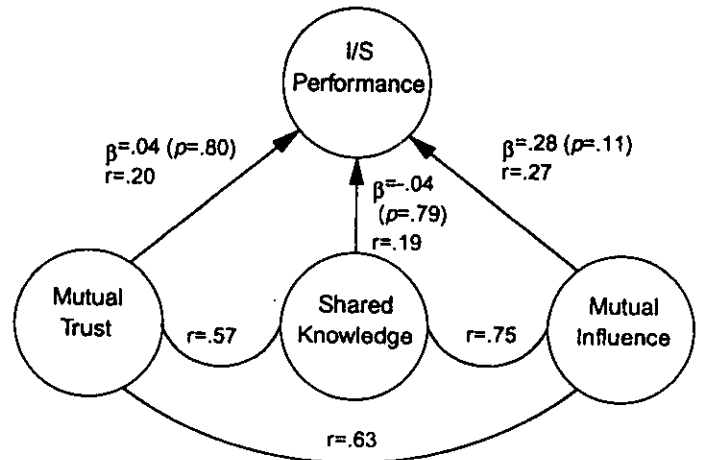 I/S
Performance
β=.04 (p=.80)
r=.20
β=.28 (p=.11)
r=.27
β=-.04
(p=.79)
r=.19
Mutual
Trust
Shared
Knowledge
Mutual
Influence
r=.57
r=.75
r=.63